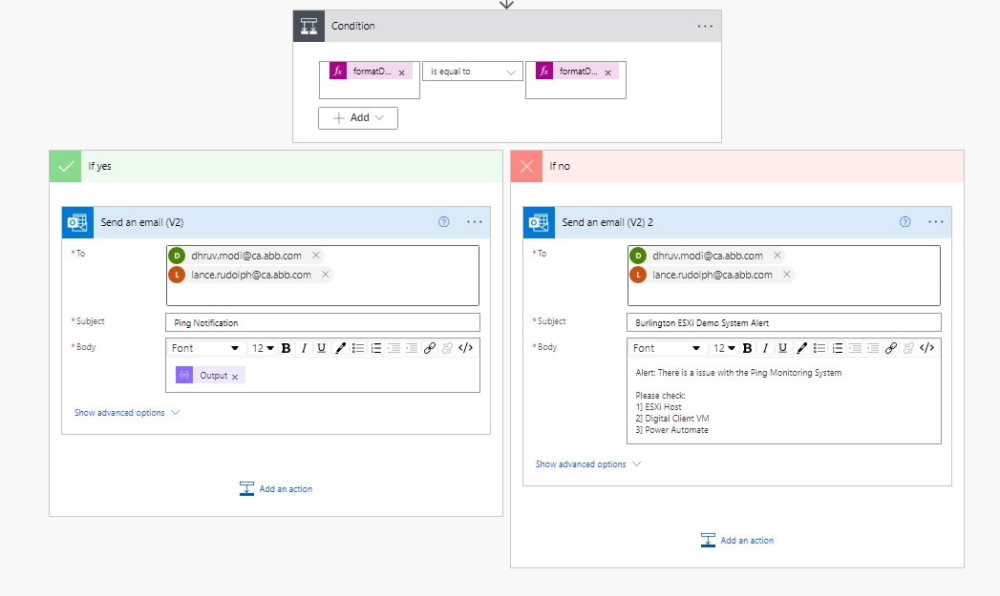 Condition
fx formatD... x
is equal to
fx formatD... x
Add
If yes
Send an email (V2)
* To
D dhruv.modi@ca.abb.com
L lance.rudolph@ca.abb.com
* Subject
Ping Notification
* Body
Font 12 B I U </>
Output x
Show advanced options
Add an action
If no
Send an email (V2) 2
* To
D dhruv.modi@ca.abb.com
L lance.rudolph@ca.abb.com
* Subject
Burlington ESXi Demo System Alert
* Body
Font 12 B I U </>
Alert: There is a issue with the Ping Monitoring System
Please check:
1] ESXi Host
2] Digital Client VM
3] Power Automate
Show advanced options
Add an action